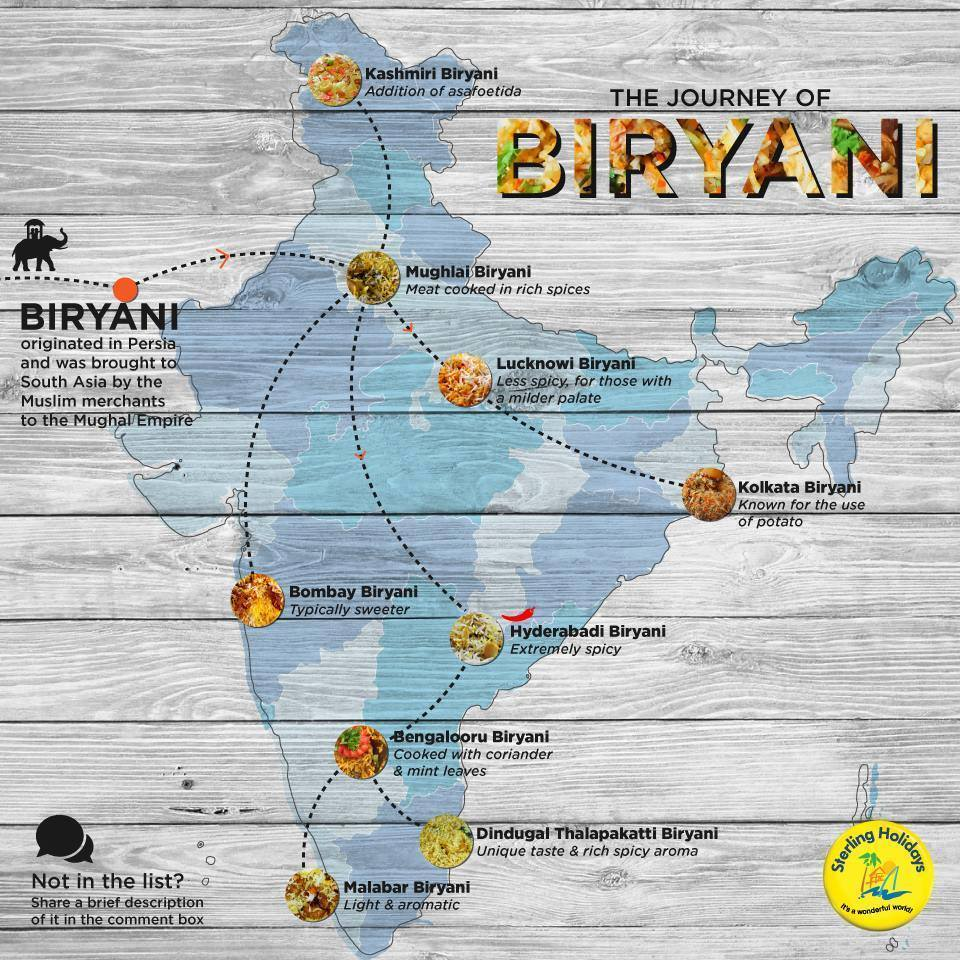 Kashmiri Biryani
Addition of asafoetida
THE JOURNEY OF
BIRYANI
Mughlai Biryani
Meat cooked in rich spices
BIRYANI
originated in Persia
and was brought to
South Asia by the
Muslim merchants
to the Mughal Empire
Lucknowi Biryani
Less spicy, for those with
a milder palate
Kolkata Biryani
Known for the use
of potato
Bombay Biryani
Typically sweeter
Hyderabadi Biryani
Extremely spicy
Bengalooru Biryani
Cooked with coriander
& mint leaves
Dindugal Thalapakatti Biryani
Unique taste & rich spicy aroma
Malabar Biryani
Light & aromatic
Not in the list?
Share a brief description
of it in the comment box
Sterling Holidays
It's a wonderful world!